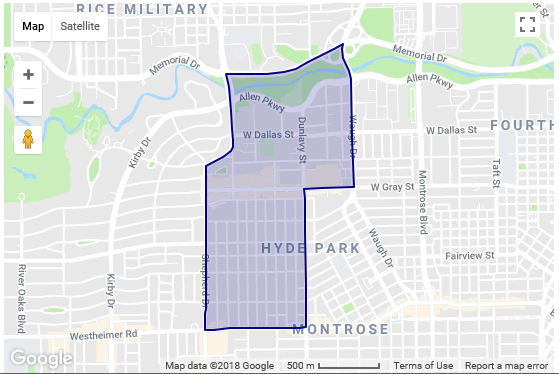 RICE MILITARY
Map Satellite
Memorial Dr
Memorial Dr
Allen Pkwy
Allen Pkwy
Kirby Dr
W Dallas St
W Dallas St
Dunlavy St
Waugh Dr
FOURTH
Taft St
W Gray St
Montrose Blvd
HYDE PARK
Waugh Dr
Fairview St
River Oaks Blvd
Kirby Dr
Shepherd Dr
Westheimer Rd
MONTROSE
Google
Map data ©2018 Google 500 m Terms of Use Report a map error